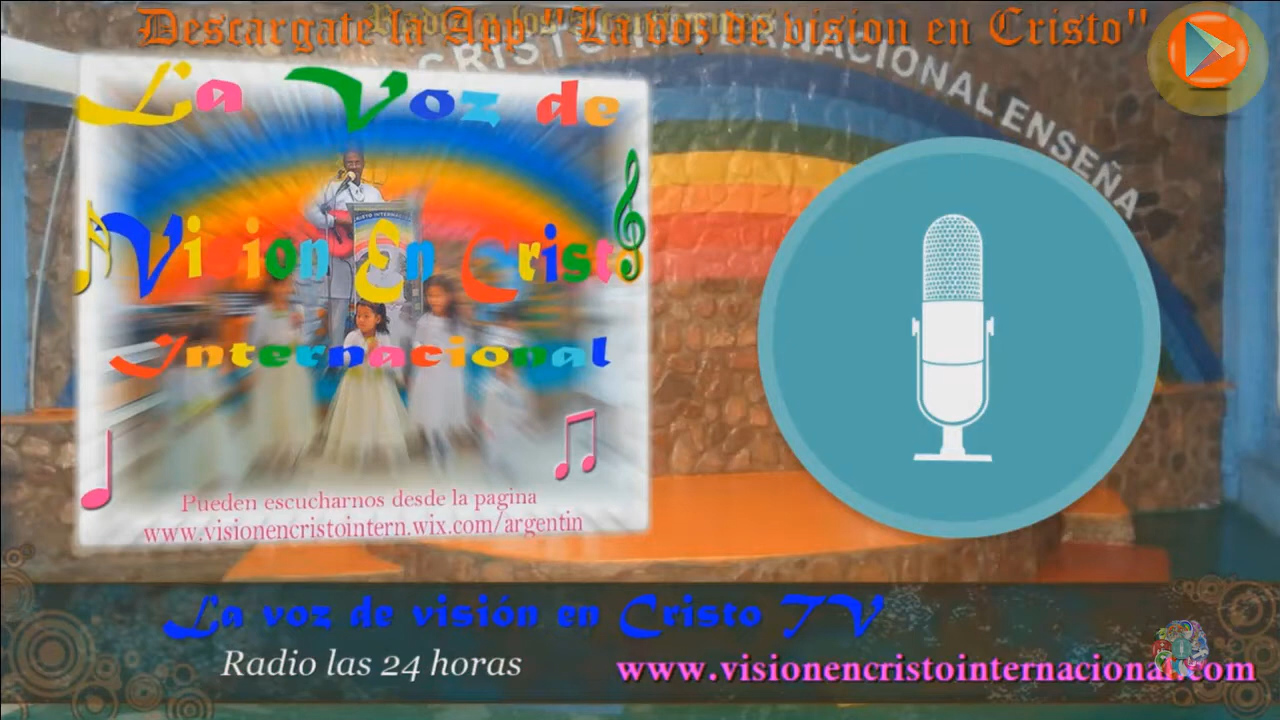 Descargate la App "La voz de vision en Cristo"
CRISTO INTERNACIONAL ENSEÑA
La Voz de
Vision En Cristo
Internacional
Pueden escucharnos desde la pagina
www.visionencristointern.wix.com/argentin
La voz de visión en Cristo TV
Radio las 24 horas
www.visionencristointernacional.com